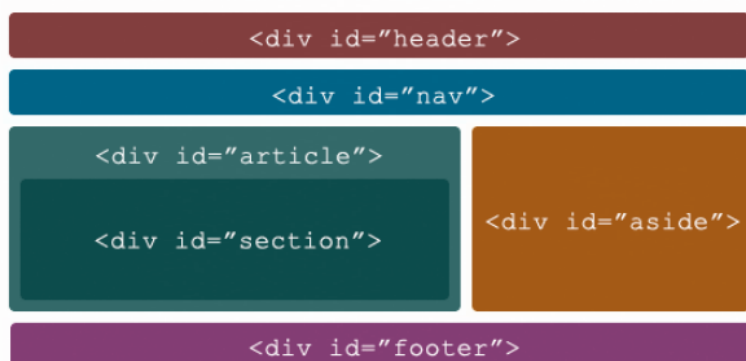 <div id=”header”>
<div id=”nav”>
<div id=”article”>
<div id=”section”>
<div id=”aside”>
<div id=”footer”>